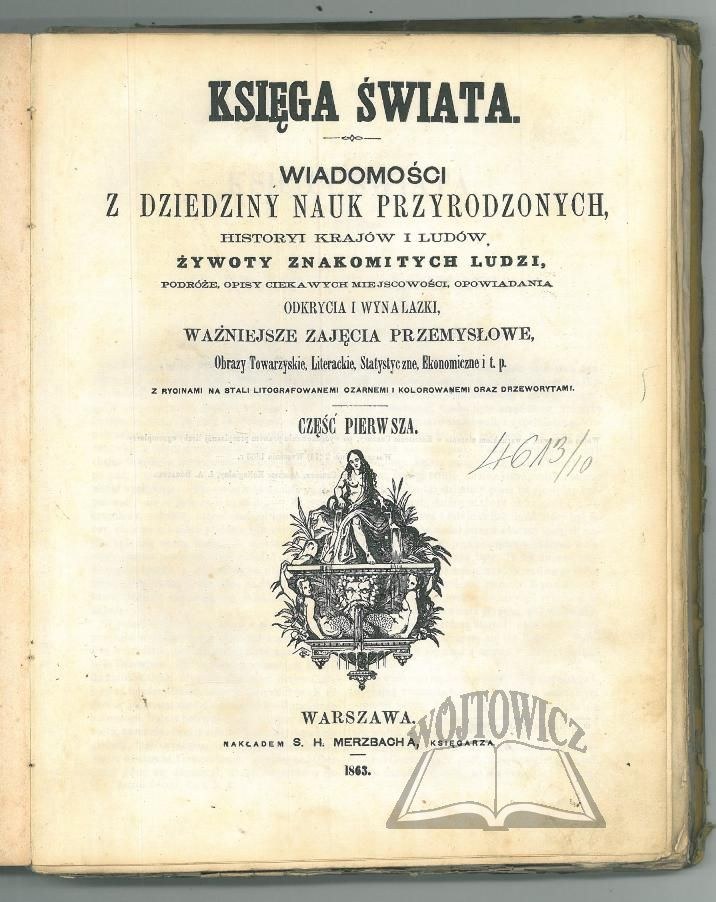 KSIĘGA ŚWIATA.
WIADOMOŚCI
Z DZIEDZINY NAUK PRZYRODZONYCH,
HISTORYI KRAJÓW I LUDÓW,
ŻYWOTY ZNAKOMITYCH LUDZI,
PODRÓŻE, OPISY CIEKAWYCH MIEJSCOWOŚCI, OPOWIADANIA
ODKRYCIA I WYNALAZKI,
WAŻNIEJSZE ZAJĘCIA PRZEMYSŁOWE,
Obrazy Towarzyskie, Literackie, Statystyczne, Ekonomiczne i t. p.
Z RYCINAMI NA STALI LITOGRAFOWANEMI CZARNEMI I KOLOROWANEMI ORAZ DRZEWORYTAMI.
CZĘŚĆ PIERWSZA.
4613/10
WARSZAWA.
NAKŁADEM S. H. MERZBACHA, KSIĘGARZA
1863.
WÓJTOWICZ